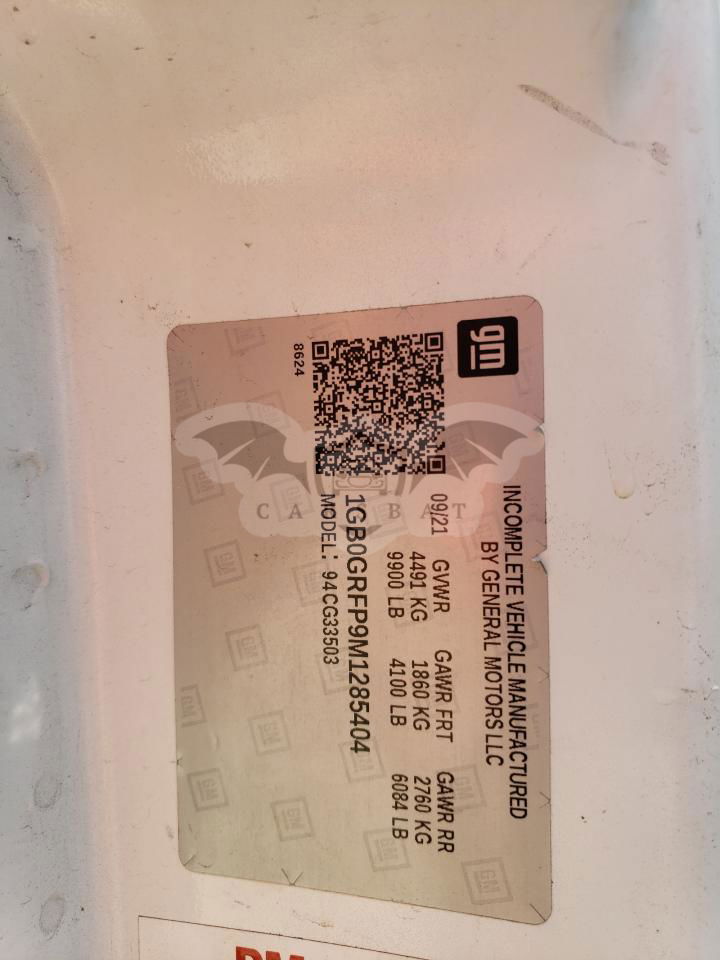 gm
INCOMPLETE VEHICLE MANUFACTURED
BY GENERAL MOTORS LLC
09/21 GVWR GAWR FRT GAWR RR
4491 KG 1860 KG 2760 KG
9900 LB 4100 LB 6084 LB
1GB0GRFP9M1285404
MODEL: 94CG33503
8624